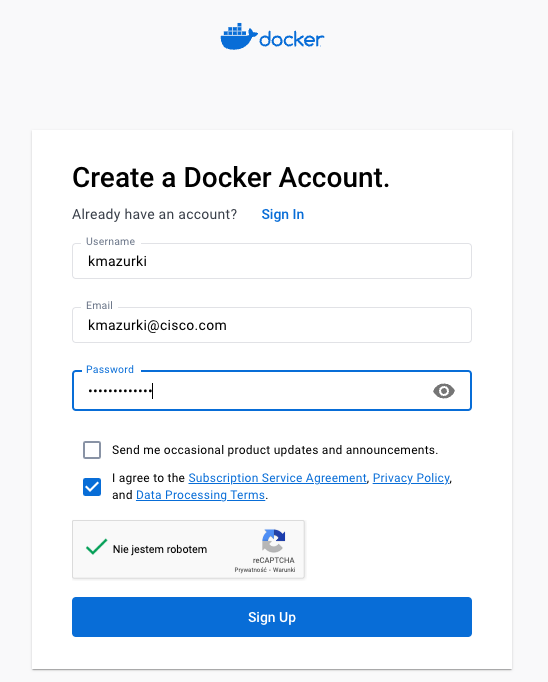 docker
Create a Docker Account.
Already have an account? Sign In
Username
kmazurki
Email
kmazurki@cisco.com
Password
•••••••••••••
Send me occasional product updates and announcements.
I agree to the Subscription Service Agreement, Privacy Policy,
and Data Processing Terms.
Nie jestem robotem
reCAPTCHA
Prywatność - Warunki
Sign Up